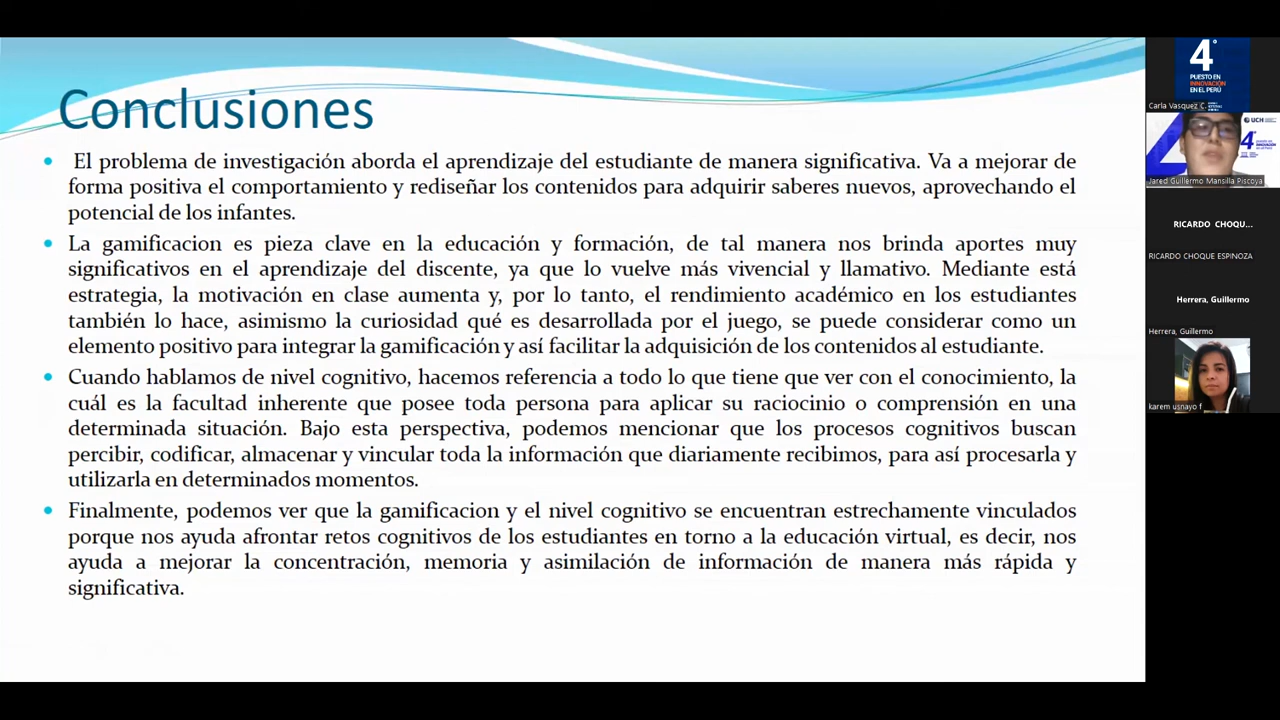 Conclusiones
El problema de investigación aborda el aprendizaje del estudiante de manera significativa. Va a mejorar de
forma positiva el comportamiento y rediseñar los contenidos para adquirir saberes nuevos, aprovechando el
potencial de los infantes.
La gamificacion es pieza clave en la educación y formación, de tal manera nos brinda aportes muy
significativos en el aprendizaje del discente, ya que lo vuelve más vivencial y llamativo. Mediante está
estrategia, la motivación en clase aumenta y, por lo tanto, el rendimiento académico en los estudiantes
también lo hace, asimismo la curiosidad qué es desarrollada por el juego, se puede considerar como un
elemento positivo para integrar la gamificación y así facilitar la adquisición de los contenidos al estudiante.
Cuando hablamos de nivel cognitivo, hacemos referencia a todo lo que tiene que ver con el conocimiento, la
cuál es la facultad inherente que posee toda persona para aplicar su raciocinio o comprensión en una
determinada situación. Bajo esta perspectiva, podemos mencionar que los procesos cognitivos buscan
percibir, codificar, almacenar y vincular toda la información que diariamente recibimos, para así procesarla y
utilizarla en determinados momentos.
Finalmente, podemos ver que la gamificacion y el nivel cognitivo se encuentran estrechamente vinculados
porque nos ayuda afrontar retos cognitivos de los estudiantes en torno a la educación virtual, es decir, nos
ayuda a mejorar la concentración, memoria y asimilación de información de manera más rápida y
significativa.
4°
PUESTO EN
INNOVACIÓN
EN EL PERÚ
Carla Vasquez C.
UCH
4°
Jared Guillermo Mansilla Piscoya
RICARDO CHOQU...
RICARDO CHOQUE ESPINOZA
Herrera, Guillermo
Herrera, Guillermo
karem usnayo f